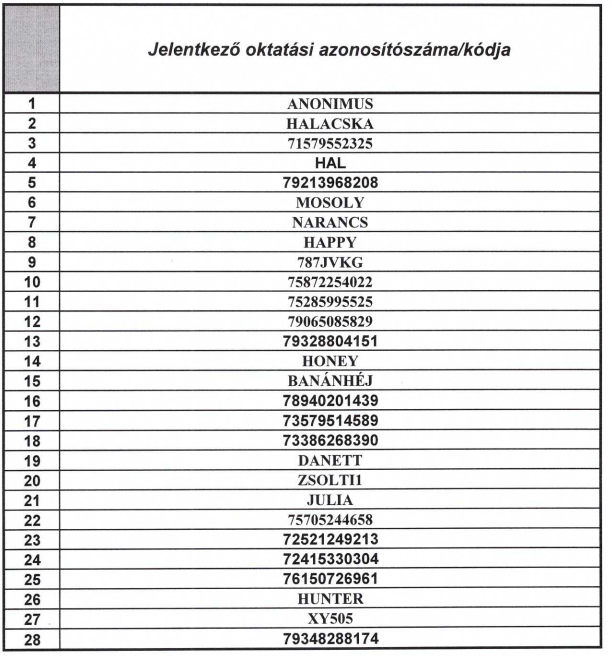 Jelentkező oktatási azonosítószáma/kódja
1 ANONIMUS
2 HALACSKA
3 71579552325
4 HAL
5 79213968208
6 MOSOLY
7 NARANCS
8 HAPPY
9 787JVKG
10 75872254022
11 75285995525
12 79065085829
13 79328804151
14 HONEY
15 BANÁNHÉJ
16 78940201439
17 73579514589
18 73386268390
19 DANETT
20 ZSOLTI1
21 JULIA
22 75705244658
23 72521249213
24 72415330304
25 76150726961
26 HUNTER
27 XY505
28 79348288174